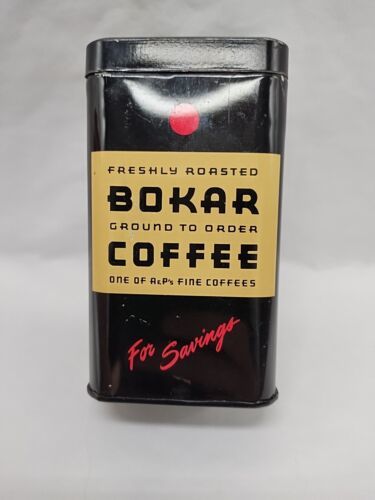 FRESHLY ROASTED
BOKAR
GROUND TO ORDER
COFFEE
ONE OF A&P's FINE COFFEES
For Savings